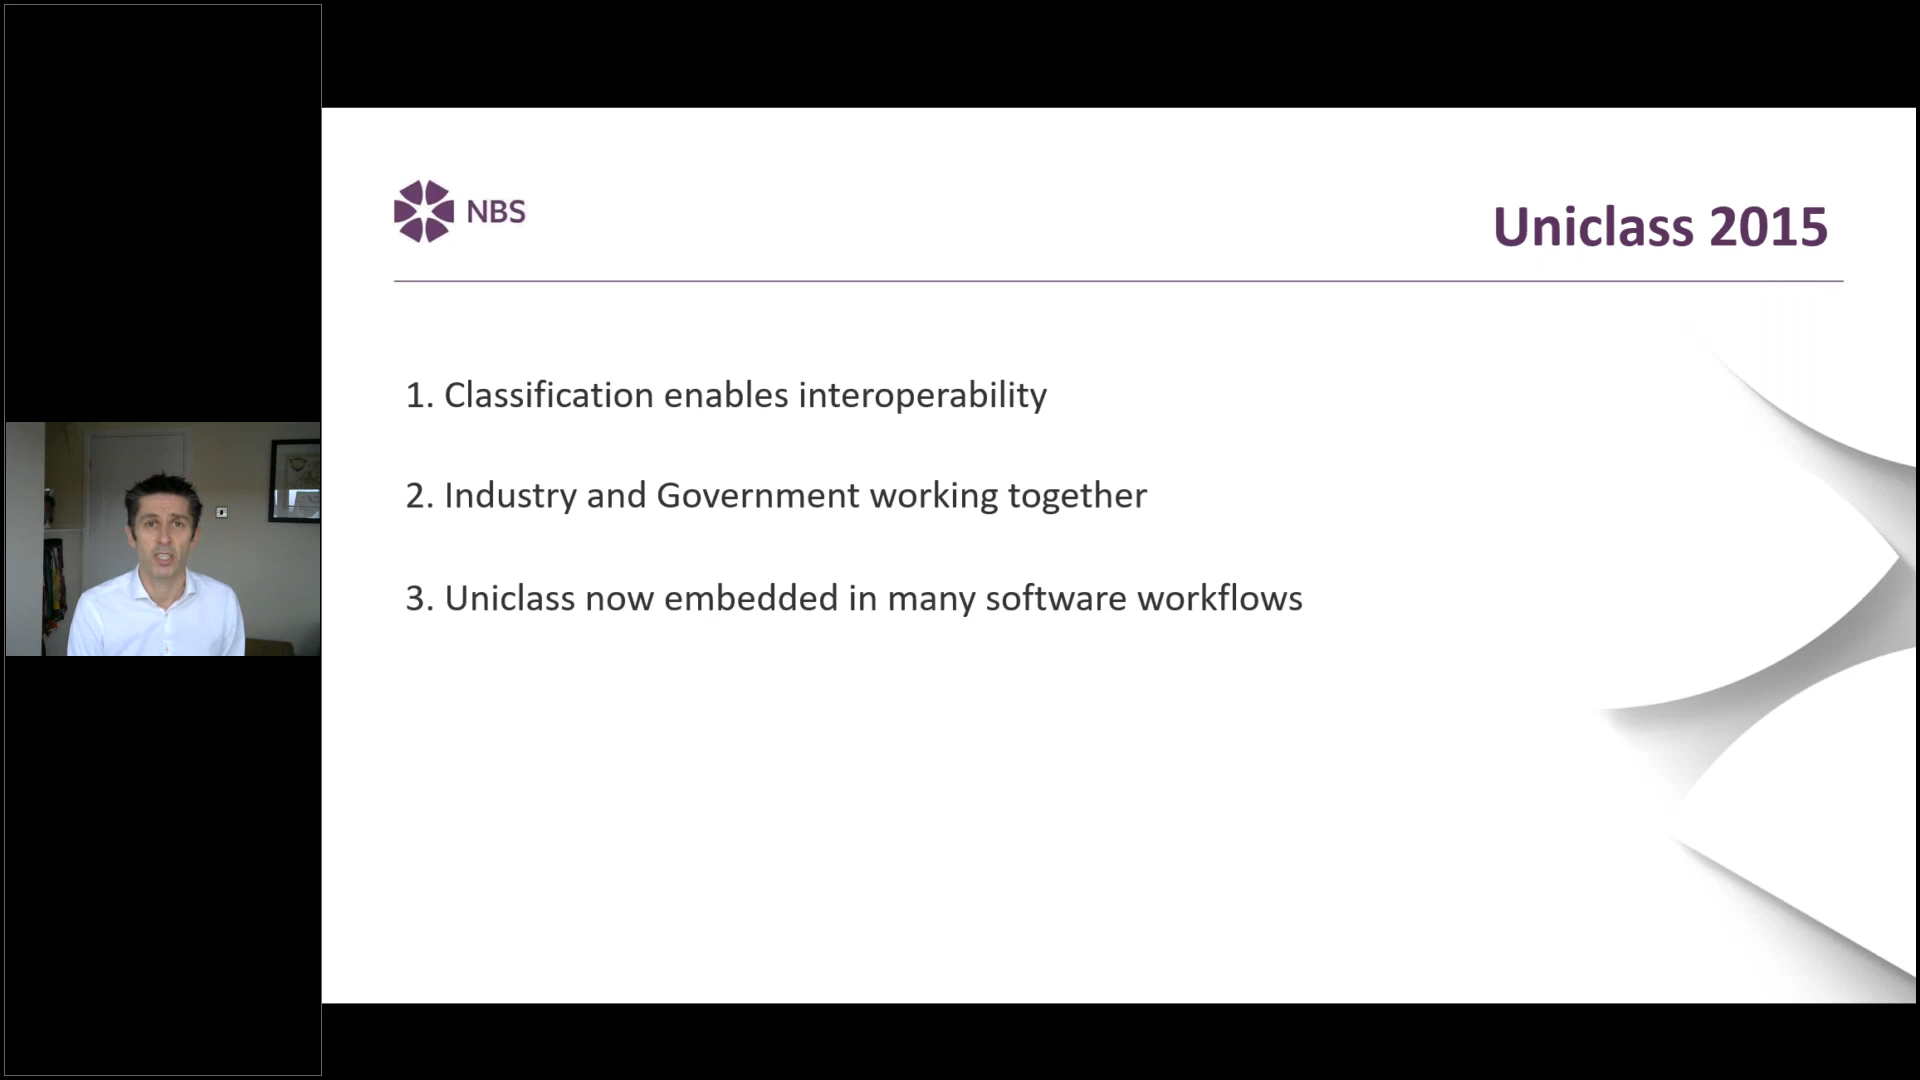 NBS
Uniclass 2015
1. Classification enables interoperability
2. Industry and Government working together
3. Uniclass now embedded in many software workflows